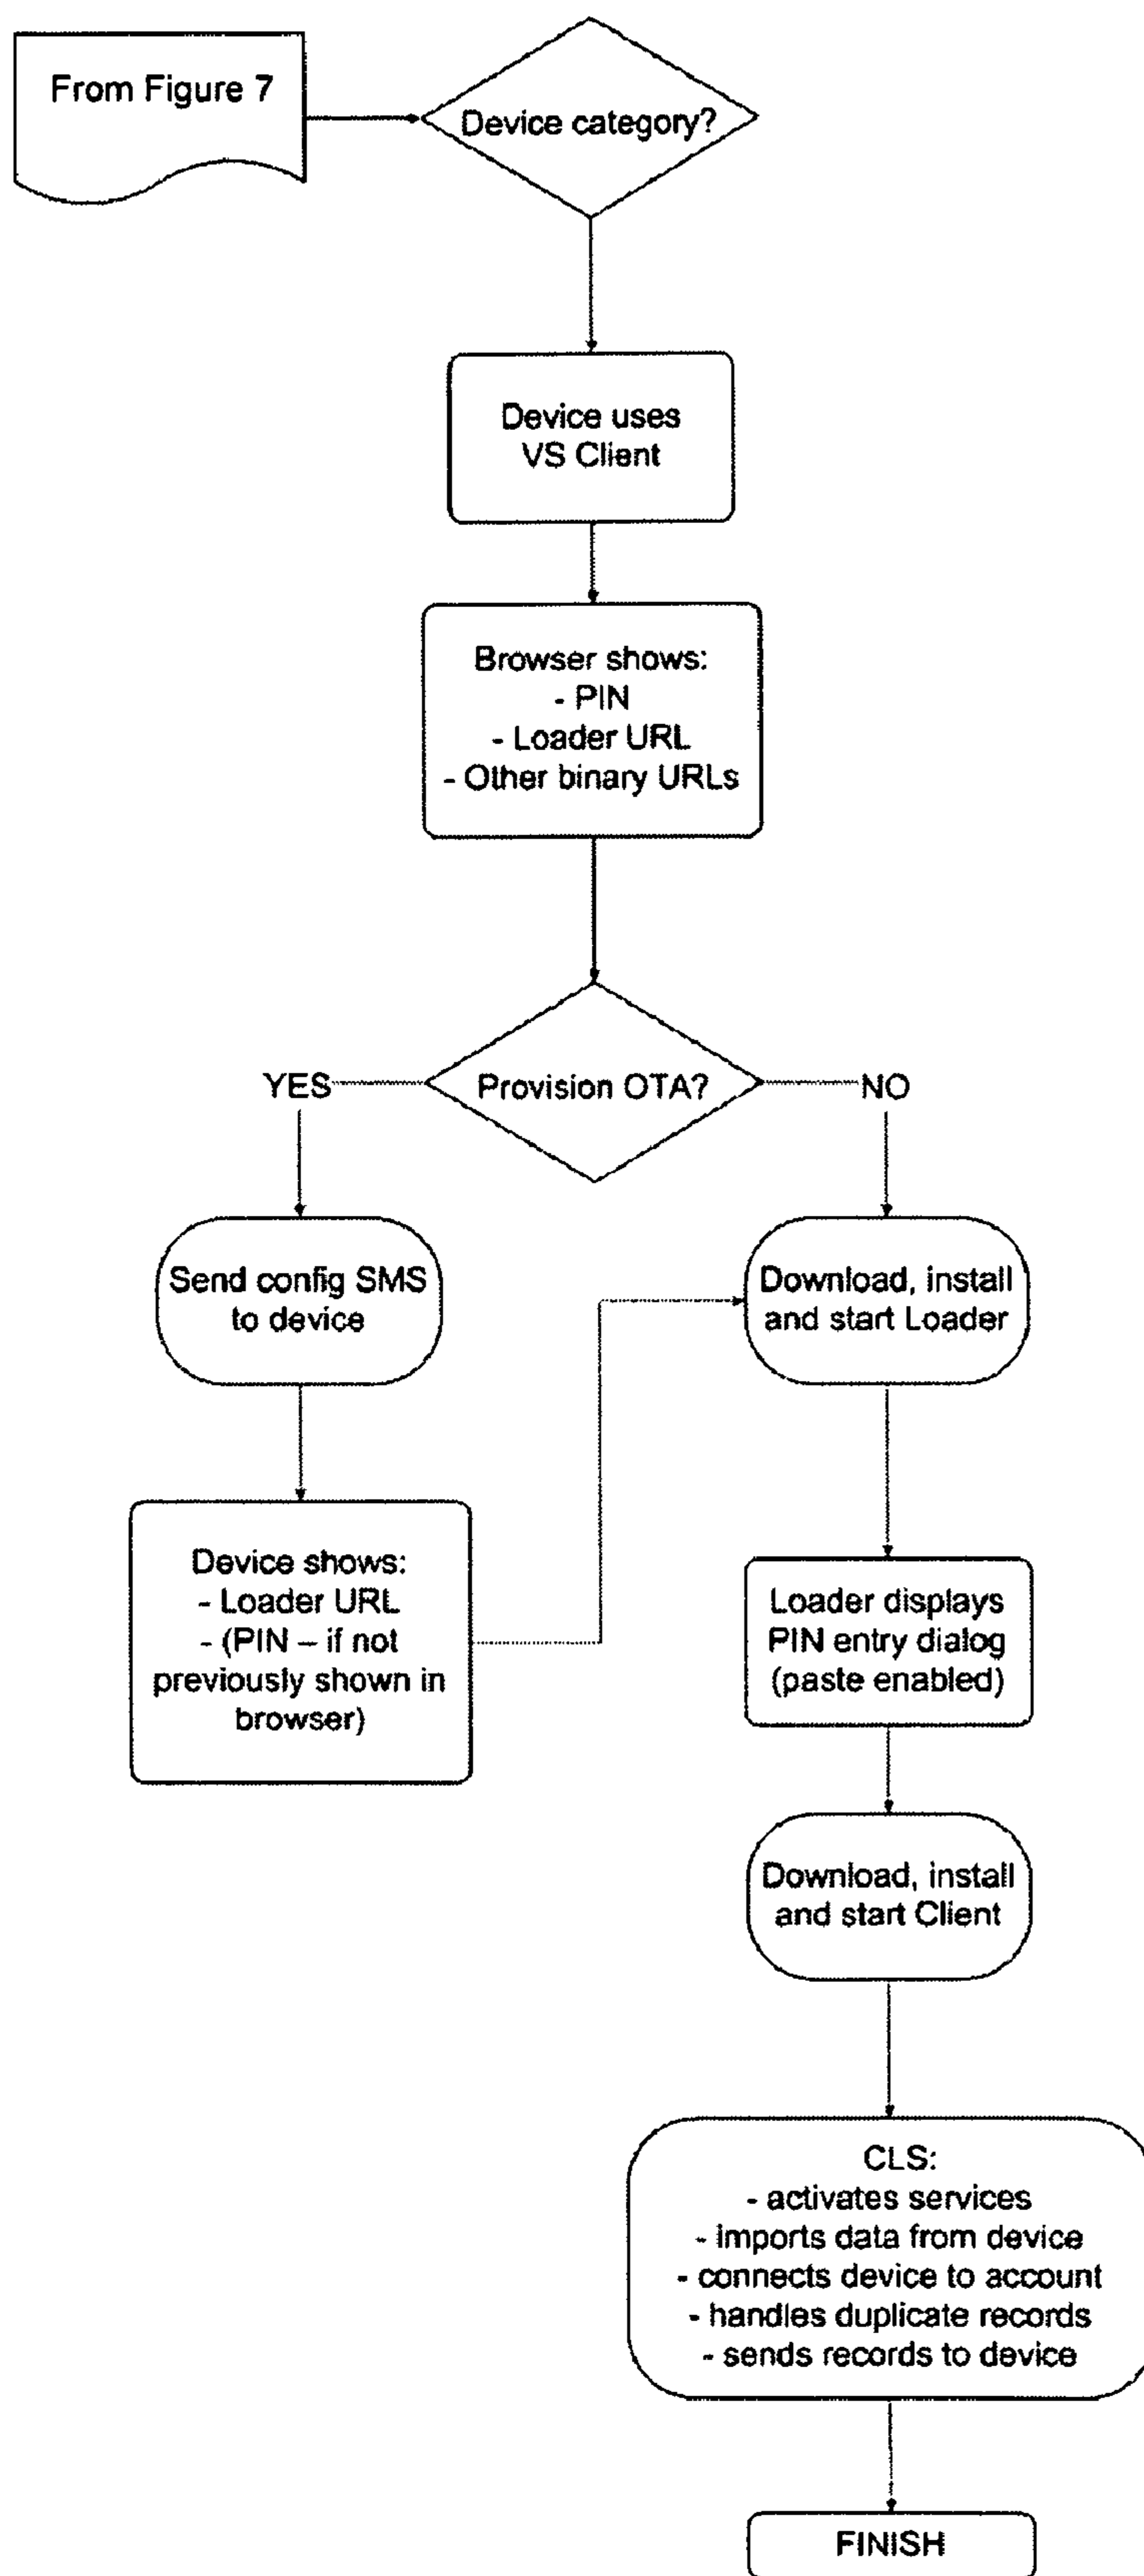 From Figure 7
Device category?
Device uses
VS Client
Browser shows:
- PIN
- Loader URL
- Other binary URLs
YES
Provision OTA?
NO
Send config SMS
to device
Download, install
and start Loader
Device shows:
- Loader URL
- (PIN – if not
previously shown in
browser)
Loader displays
PIN entry dialog
(paste enabled)
Download, install
and start Client
CLS:
- activates services
- imports data from device
- connects device to account
- handles duplicate records
- sends records to device
FINISH